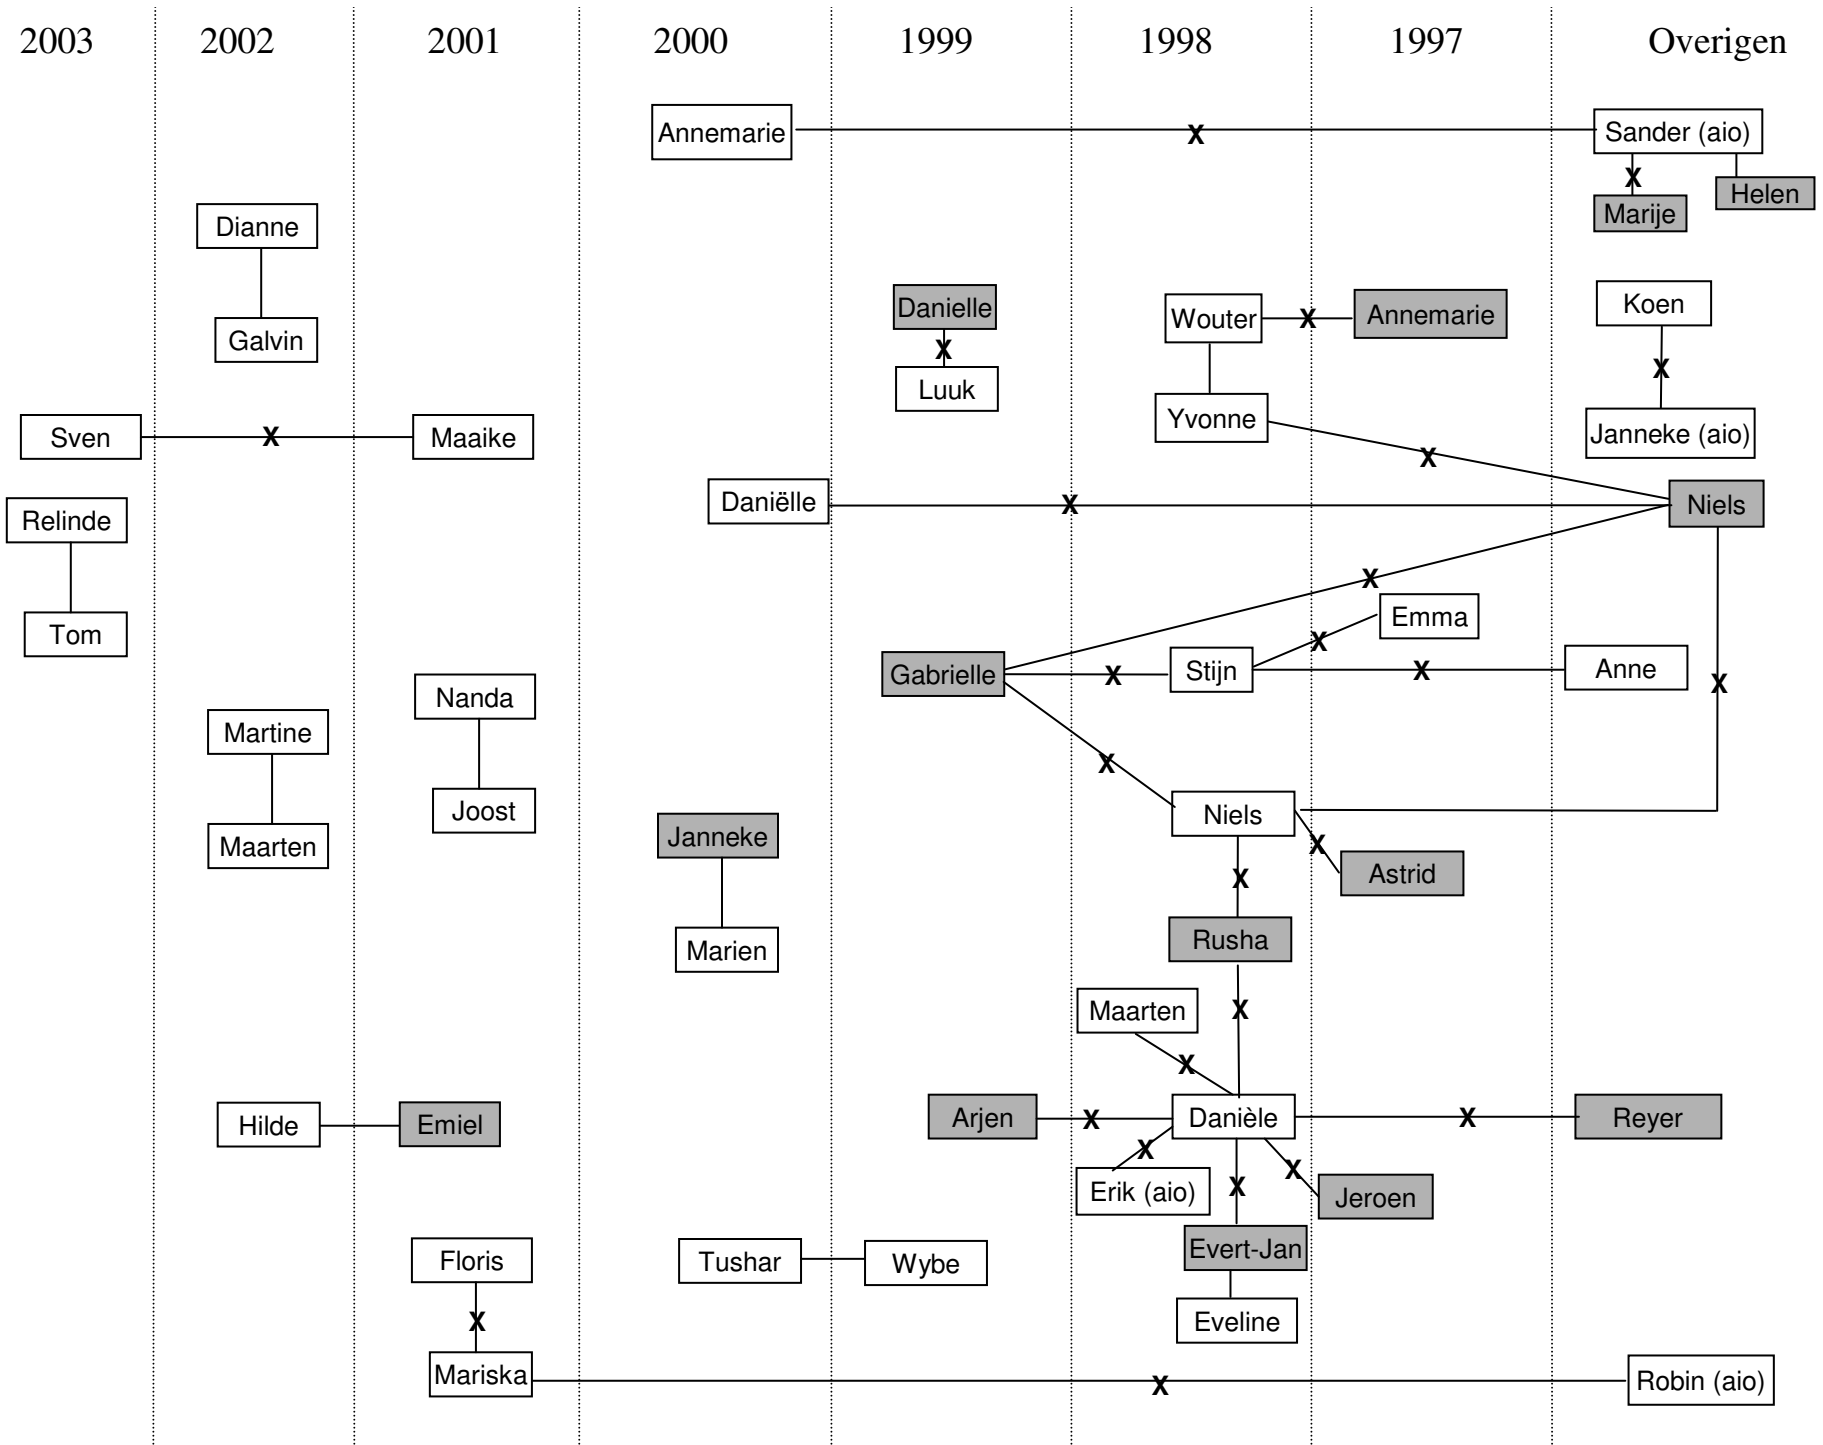 2003 2002 2001 2000 1999 1998 1997 Overigen
Annemarie X Sander (aio)
X
Helen
Marije
Dianne
Danielle
Wouter X Annemarie
Koen
Galvin
X
X
Luuk
Yvonne
Sven X Maaike
Janneke (aio)
X
Daniëlle X Niels
Relinde
X
Emma
Tom
X
Gabrielle X Stijn X Anne
X
Nanda
Martine
X
Joost
Niels
Janneke
X
Maarten
Astrid
X
Rusha
Marien
Maarten X
X
Hilde Emiel
Arjen X Danièle X Reyer
X
X
Erik (aio) X Jeroen
Evert-Jan
Floris
Tushar Wybe
X
Eveline
Mariska X Robin (aio)